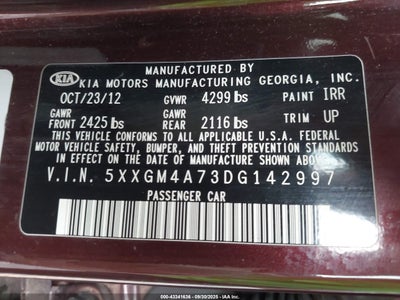 MANUFACTURED BY
KIA KIA MOTORS MANUFACTURING GEORGIA, INC.
OCT/23/12 GVWR 4299 lbs PAINT IRR
GAWR FRONT 2425 lbs GAWR REAR 2116 lbs TRIM UP
THIS VEHICLE CONFORMS TO ALL APPLICABLE U.S.A. FEDERAL
MOTOR VEHICLE SAFETY, BUMPER, AND THEFT PREVENTION STANDARDS
IN EFFECT ON THE DATE OF MANUFACTURE SHOWN ABOVE.
V.I.N. 5XXGM4A73DG142997
PASSENGER CAR
000-43341636 - 09/30/2025 - IAA Inc.